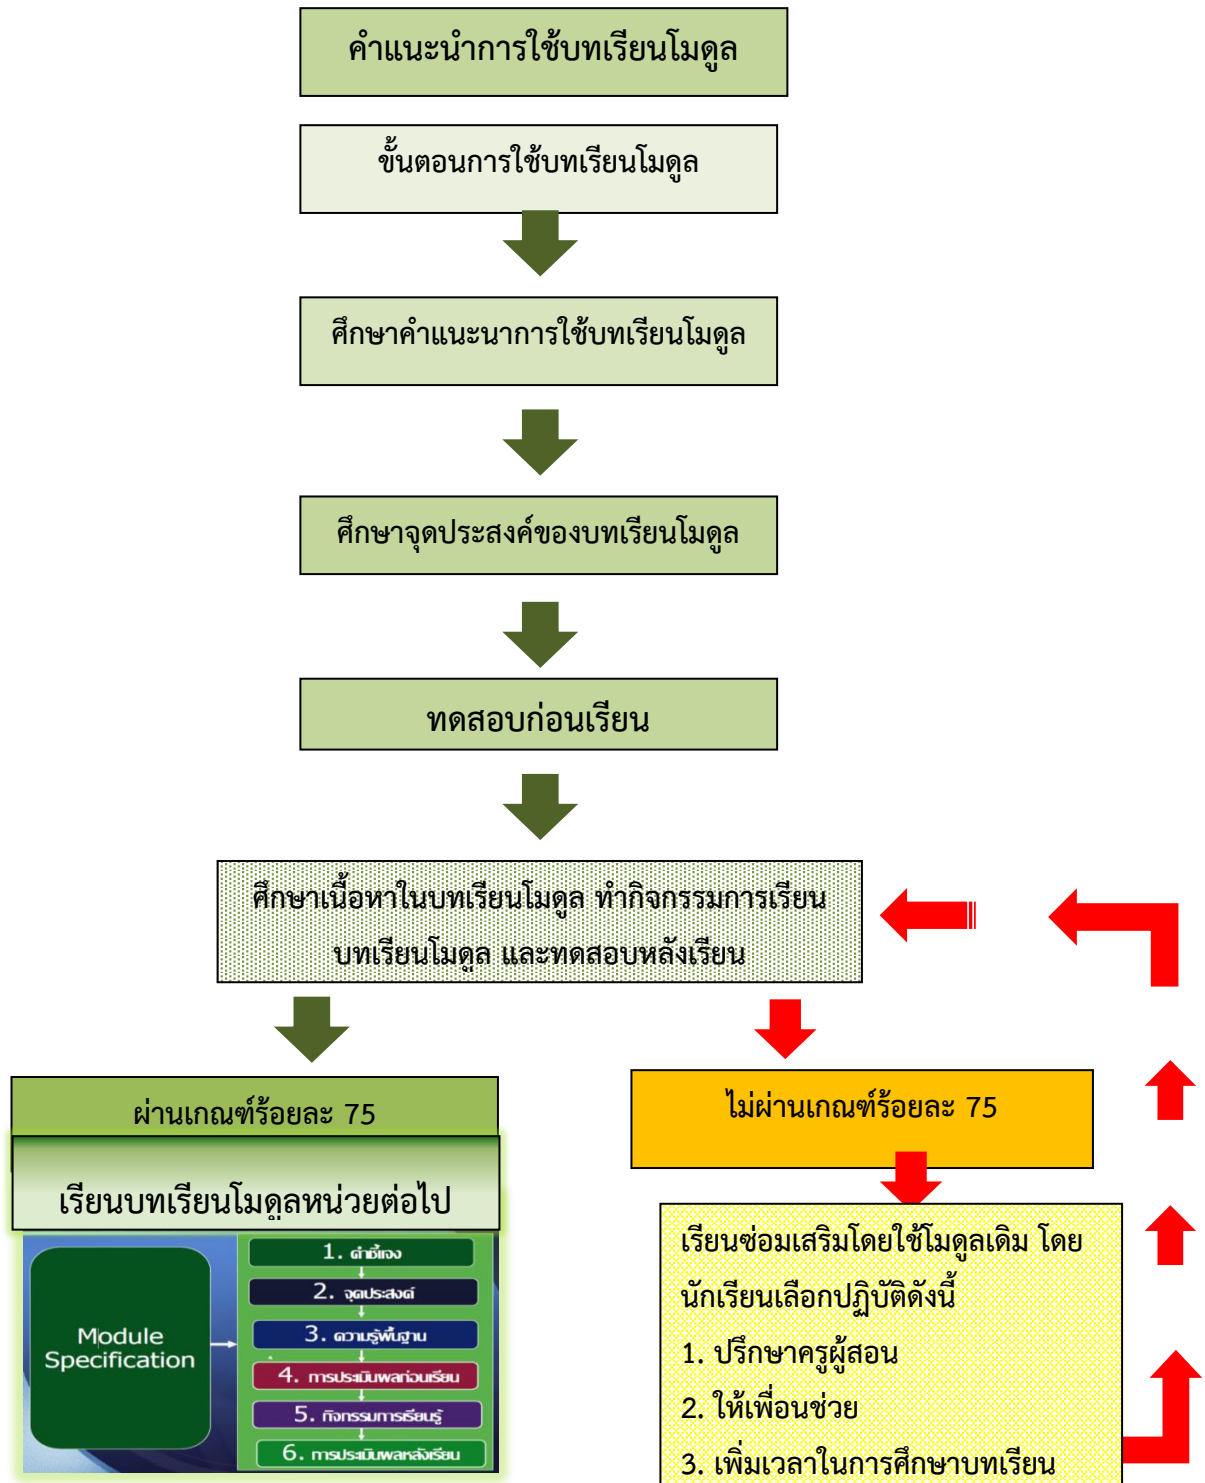 คำแนะนำการใช้บทเรียนโมดูล
ขั้นตอนการใช้บทเรียนโมดูล
ศึกษาคำแนะนาการใช้บทเรียนโมดูล
ศึกษาจุดประสงค์ของบทเรียนโมดูล
ทดสอบก่อนเรียน
ศึกษาเนื้อหาในบทเรียนโมดูล ทำกิจกรรมการเรียน
บทเรียนโมดูล และทดสอบหลังเรียน
ผ่านเกณฑ์ร้อยละ 75
เรียนบทเรียนโมดูลหน่วยต่อไป
Module
Specification
1. คำชี้แจง
2. จุดประสงค์
3. ความรู้พื้นฐาน
4. การประเมินผลก่อนเรียน
5. กิจกรรมการเรียนรู้
6. การประเมินผลหลังเรียน
ไม่ผ่านเกณฑ์ร้อยละ 75
เรียนซ่อมเสริมโดยใช้โมดูลเดิม โดย
นักเรียนเลือกปฏิบัติดังนี้
1. ปรึกษาครูผู้สอน
2. ให้เพื่อนช่วย
3. เพิ่มเวลาในการศึกษาบทเรียน